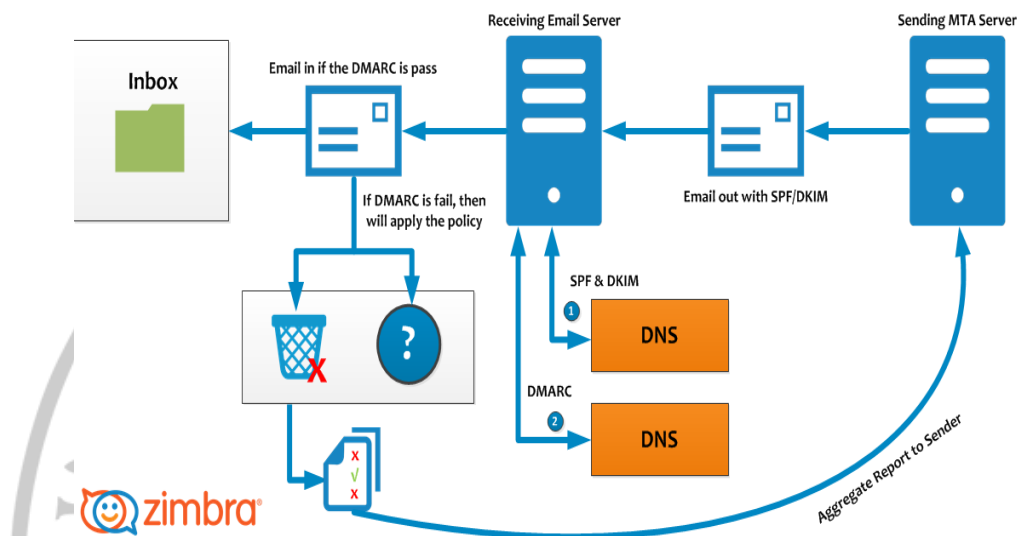 Receiving Email Server
Sending MTA Server
Inbox
Email in if the DMARC is pass
If DMARC is fail, then
will apply the policy
Email out with SPF/DKIM
SPF & DKIM
1
DNS
DMARC
2
DNS
?
X
x
√
x
Aggregate Report to Sender
zimbra®